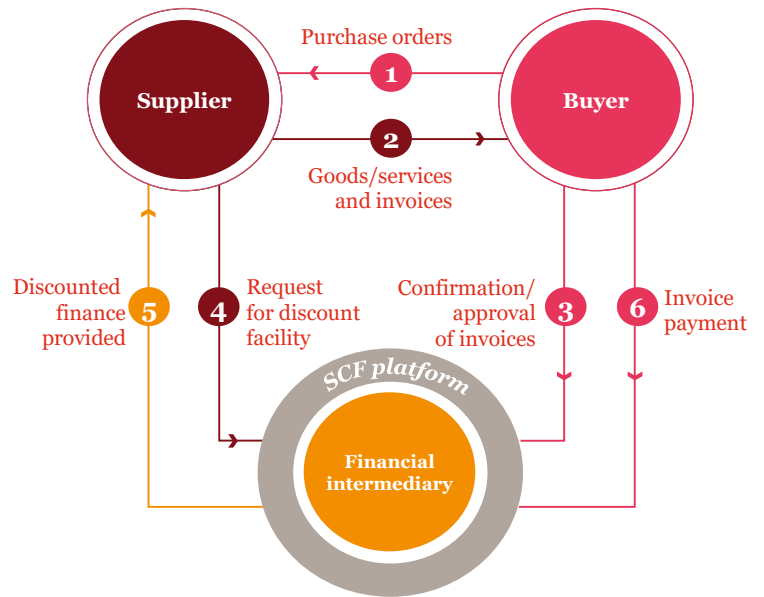 Purchase orders
1
Supplier
Buyer
2
Goods/services
and invoices
Discounted
finance
provided
5
4
Request
for discount
facility
Confirmation/
approval
of invoices
3
6
Invoice
payment
SCF platform
Financial
intermediary